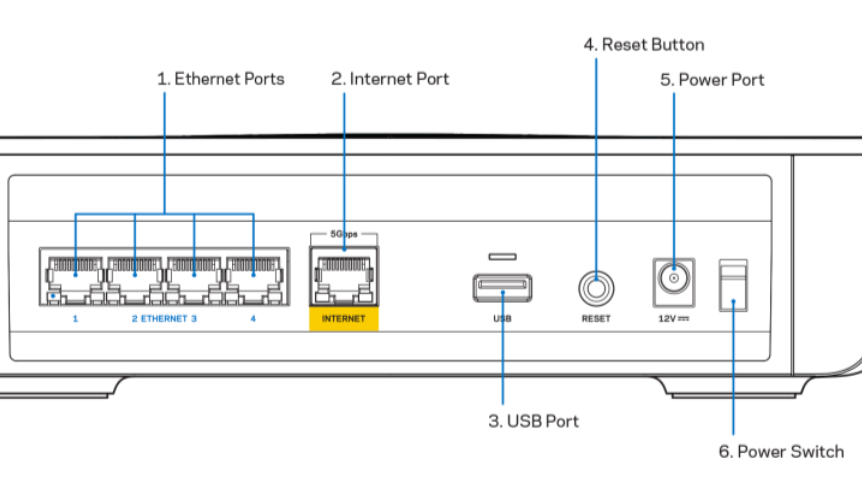 4. Reset Button
1. Ethernet Ports
2. Internet Port
5. Power Port
5Gbps
1
2 ETHERNET 3
4
INTERNET
USB
RESET
12V
3. USB Port
6. Power Switch